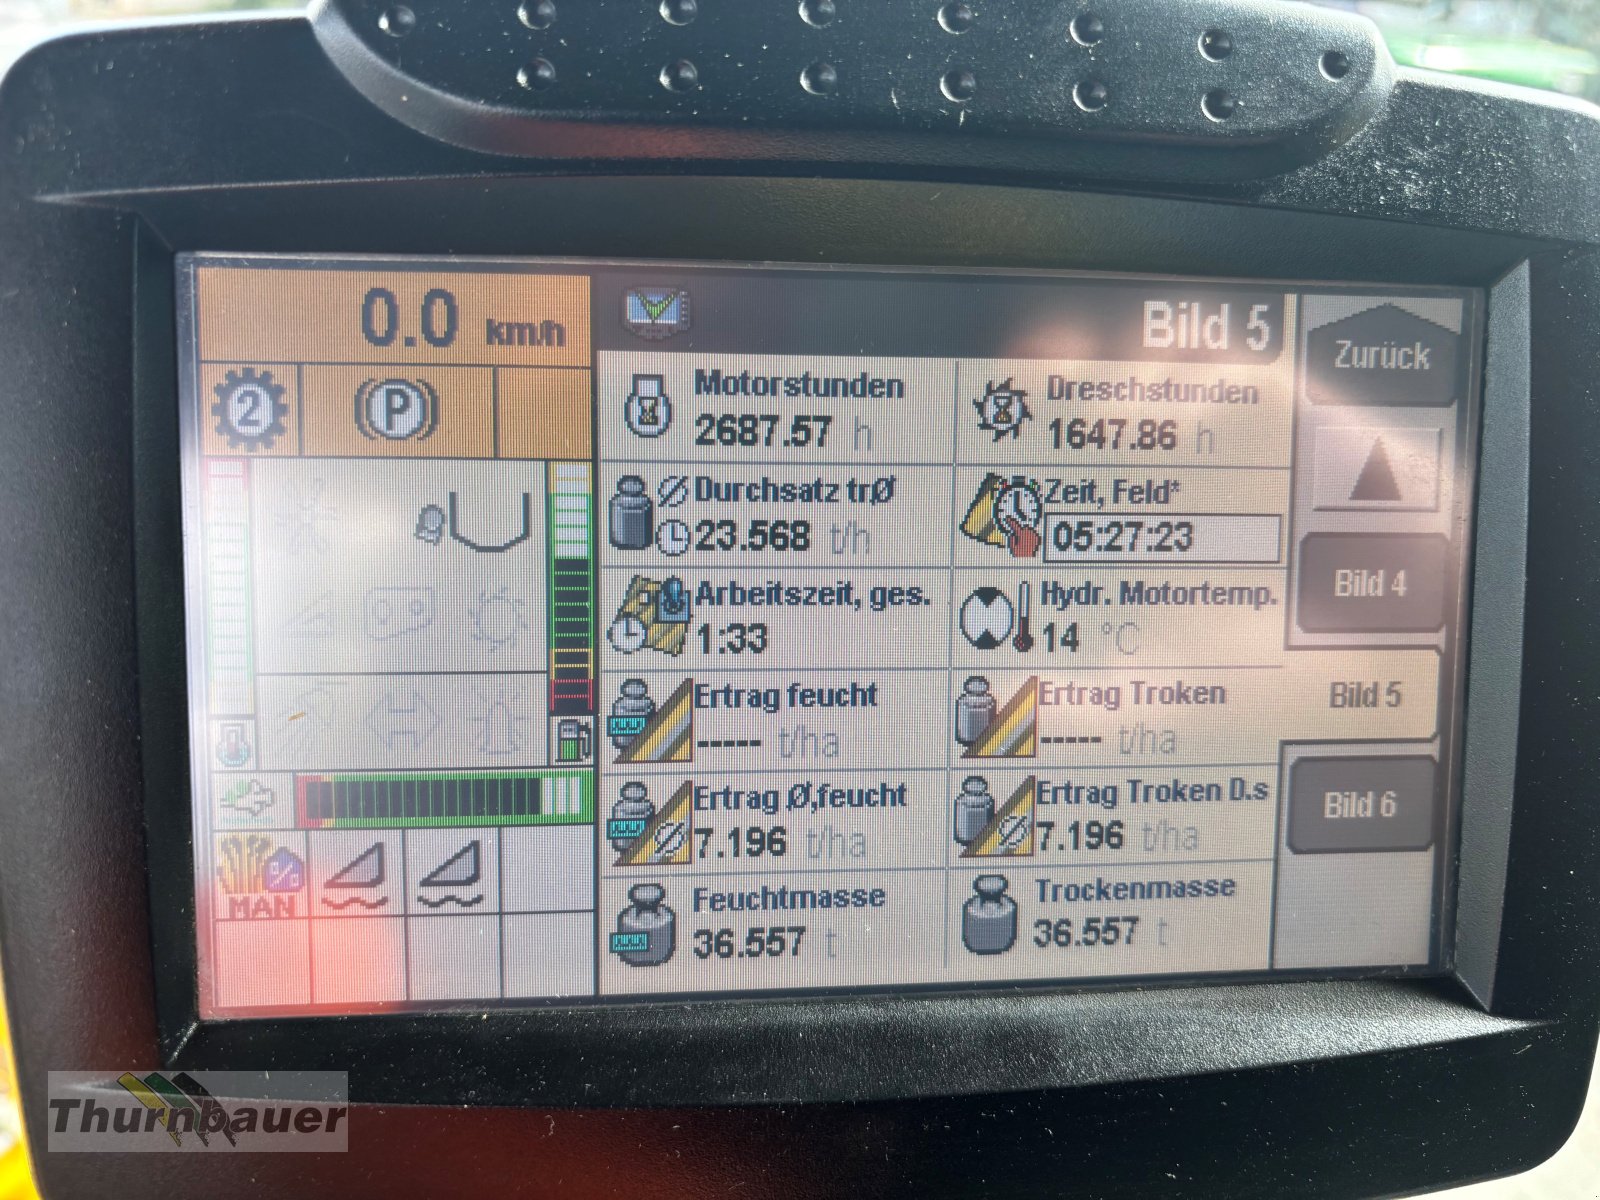 0.0 km/h
Bild 5
Zurück
2
P
Motorstunden
2687.57 h
Dreschstunden
1647.86 h
Durchsatz trØ
23.568 t/h
Zeit, Feld*
05:27:23
Bild 4
Arbeitszeit, ges.
1:33
Hydr. Motortemp.
14 °C
Ertrag feucht
----- t/ha
Ertrag Troken
----- t/ha
Bild 5
Ertrag Ø,feucht
7.196 t/ha
Ertrag Troken D.s
7.196 t/ha
Bild 6
MAN
Feuchtmasse
36.557 t
Trockenmasse
36.557 t
Thurnbauer